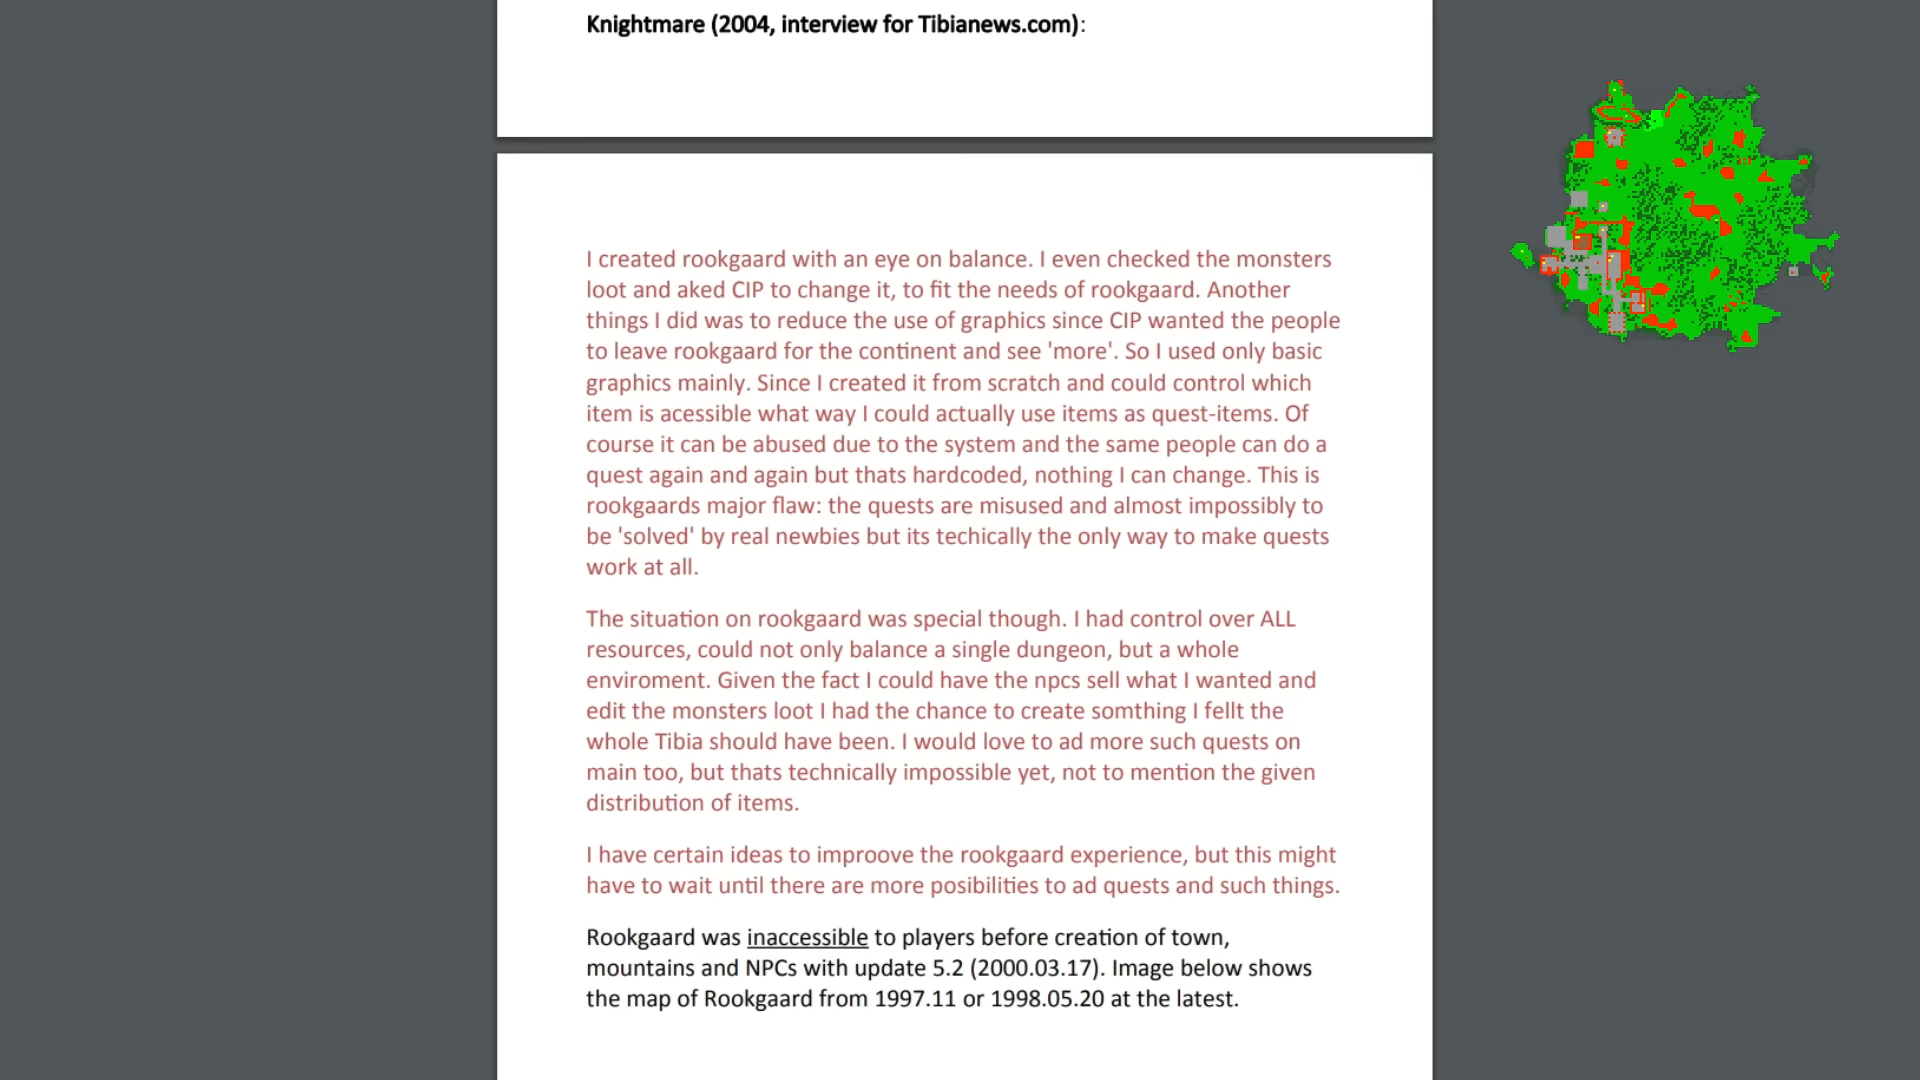 Knightmare (2004, interview for Tibianews.com):
I created rookgaard with an eye on balance. I even checked the monsters
loot and aked CIP to change it, to fit the needs of rookgaard. Another
things I did was to reduce the use of graphics since CIP wanted the people
to leave rookgaard for the continent and see 'more'. So I used only basic
graphics mainly. Since I created it from scratch and could control which
item is acessible what way I could actually use items as quest-items. Of
course it can be abused due to the system and the same people can do a
quest again and again but thats hardcoded, nothing I can change. This is
rookgaards major flaw: the quests are misused and almost impossibly to
be 'solved' by real newbies but its techically the only way to make quests
work at all.
The situation on rookgaard was special though. I had control over ALL
resources, could not only balance a single dungeon, but a whole
enviroment. Given the fact I could have the npcs sell what I wanted and
edit the monsters loot I had the chance to create somthing I fellt the
whole Tibia should have been. I would love to ad more such quests on
main too, but thats technically impossible yet, not to mention the given
distribution of items.
I have certain ideas to improove the rookgaard experience, but this might
have to wait until there are more posibilities to ad quests and such things.
Rookgaard was inaccessible to players before creation of town,
mountains and NPCs with update 5.2 (2000.03.17). Image below shows
the map of Rookgaard from 1997.11 or 1998.05.20 at the latest.